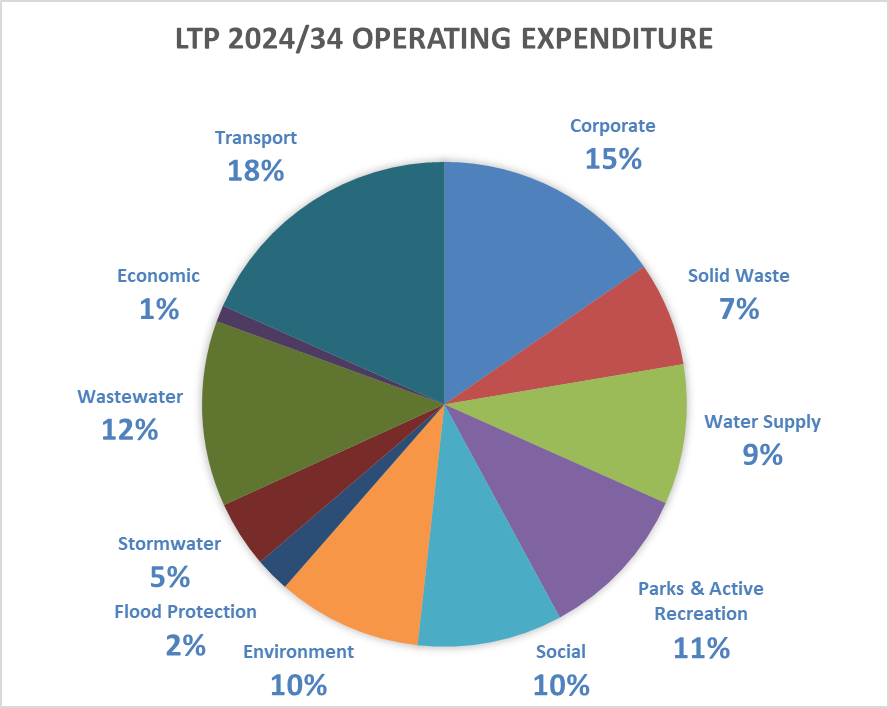 LTP 2024/34 OPERATING EXPENDITURE
Corporate
15%
Solid Waste
7%
Water Supply
9%
Parks & Active
Recreation
11%
Social
10%
Environment
10%
Flood Protection
2%
Stormwater
5%
Wastewater
12%
Economic
1%
Transport
18%